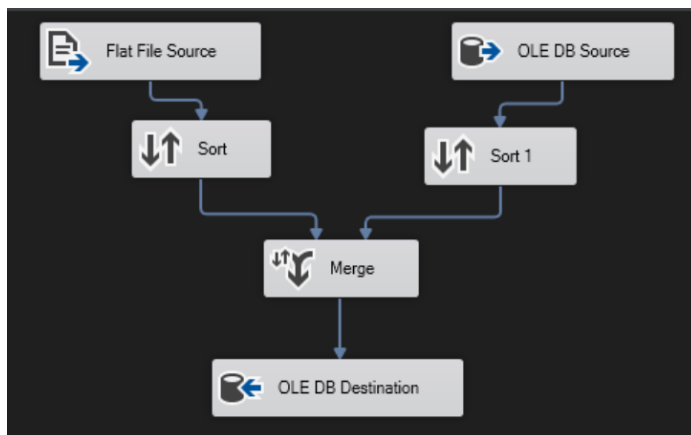 Flat File Source
OLE DB Source
Sort
Sort 1
Merge
OLE DB Destination